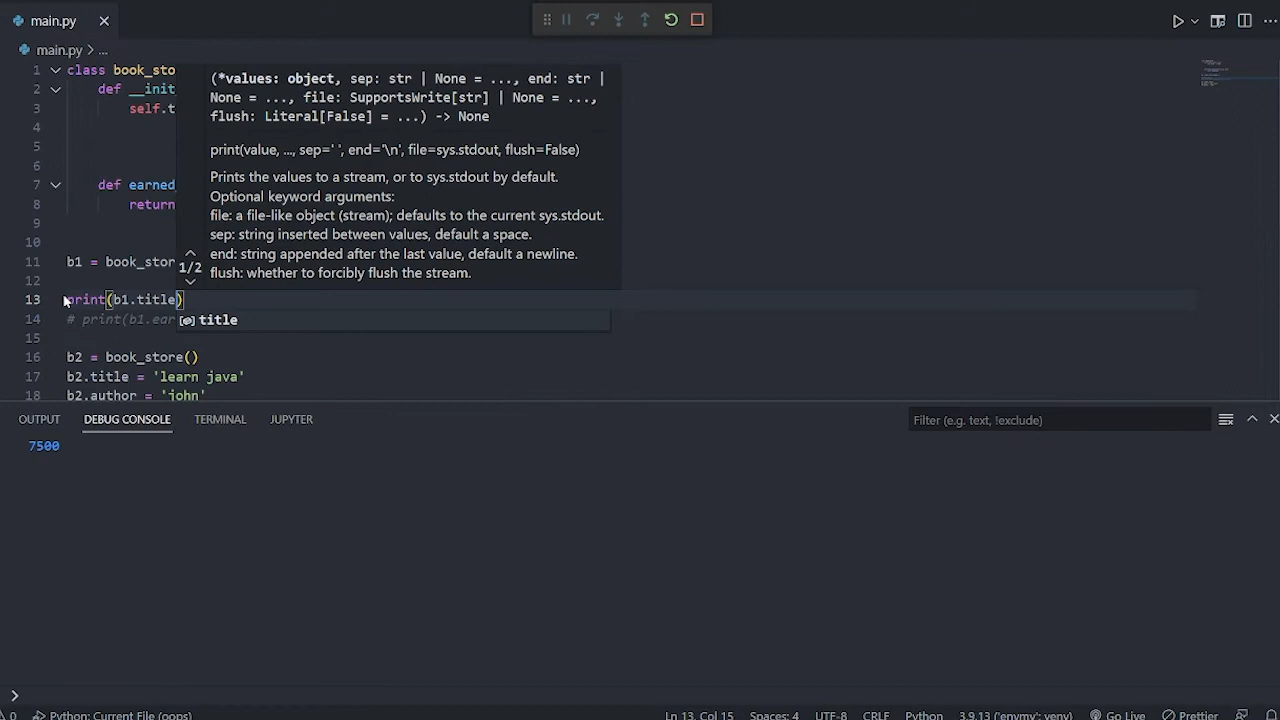 main.py
main.py > ...
1 class book_sto
(*values: object, sep: str | None = ..., end: str |
2 def __init
None = ..., file: SupportsWrite[str] | None = ...,
3 self.t
flush: Literal[False] = ...) -> None
4
5
print(value, ..., sep=' ', end='\n', file=sys.stdout, flush=False)
6
Prints the values to a stream, or to sys.stdout by default.
7 def earned
Optional keyword arguments:
8 return
file: a file-like object (stream); defaults to the current sys.stdout.
9
sep: string inserted between values, default a space.
10
end: string appended after the last value, default a newline.
11 b1 = book_stor
1/2
flush: whether to forcibly flush the stream.
12
13 print(b1.title)
14 # print(b1.ear
title
15
16 b2 = book_store()
17 b2.title = 'learn java'
18 b2.author = 'john'
OUTPUT DEBUG CONSOLE TERMINAL JUPYTER Filter (e.g. text, !exclude)
7500
>
0 Python: Current File (oops) Ln 13, Col 15 Spaces: 4 UTF-8 CRLF Python 3.9.13 ('envmy': venv) Go Live Prettier